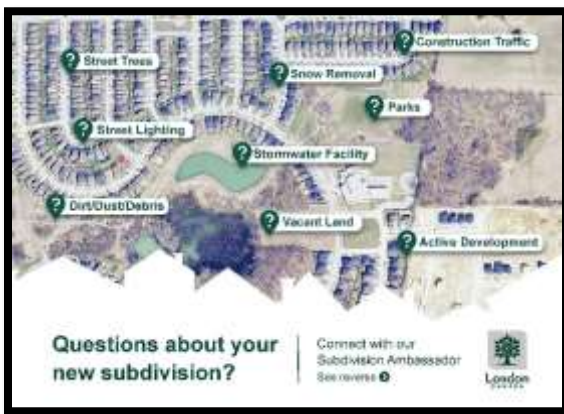 Construction Traffic
Street Trees
Snow Removal
Parks
Street Lighting
Stormwater Facility
Dirt/Dust/Debris
Vacant Land
Active Development
Questions about your
new subdivision?
Connect with our
Subdivision Ambassador
See reverse
London
CANADA